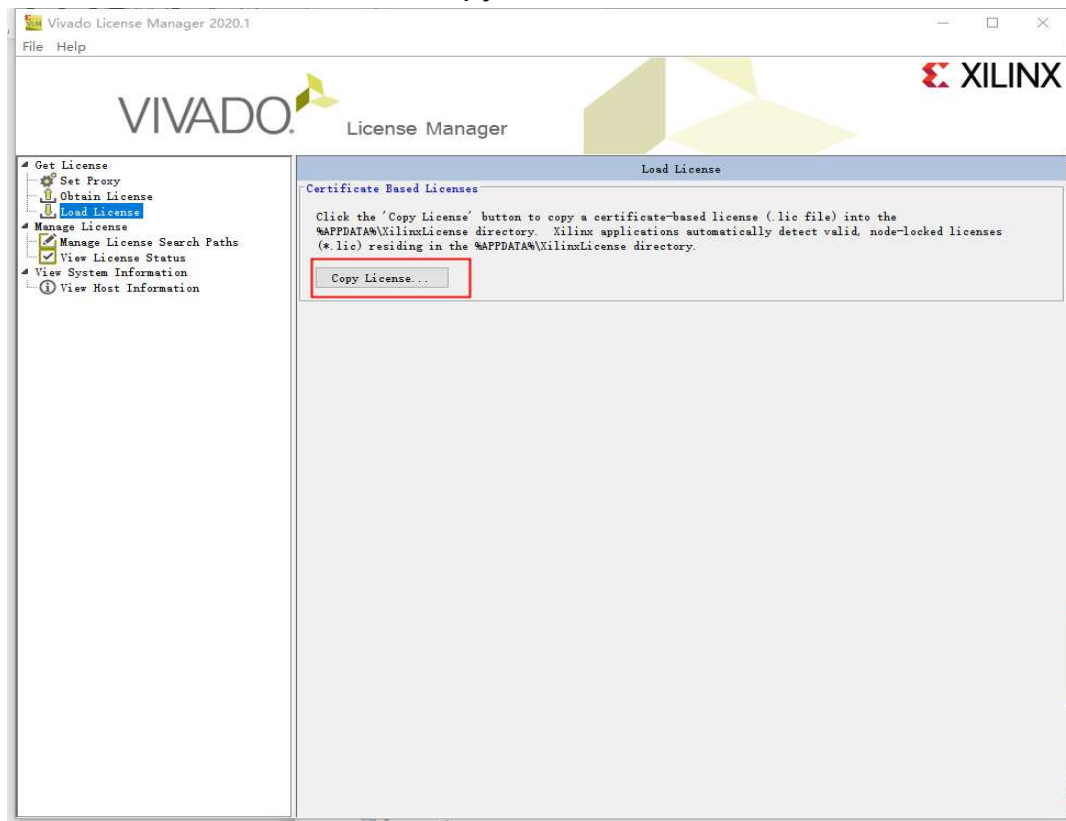 Vivado License Manager 2020.1
File Help
XILINX
VIVADO.
License Manager
Get License
Set Proxy
Obtain License
Load License
Manage License
Manage License Search Paths
View License Status
View System Information
View Host Information
Load License
Certificate Based Licenses
Click the 'Copy License' button to copy a certificate-based license (.lic file) into the
%APPDATA%\XilinxLicense directory. Xilinx applications automatically detect valid, node-locked licenses
(*.lic) residing in the %APPDATA%\XilinxLicense directory.
Copy License...